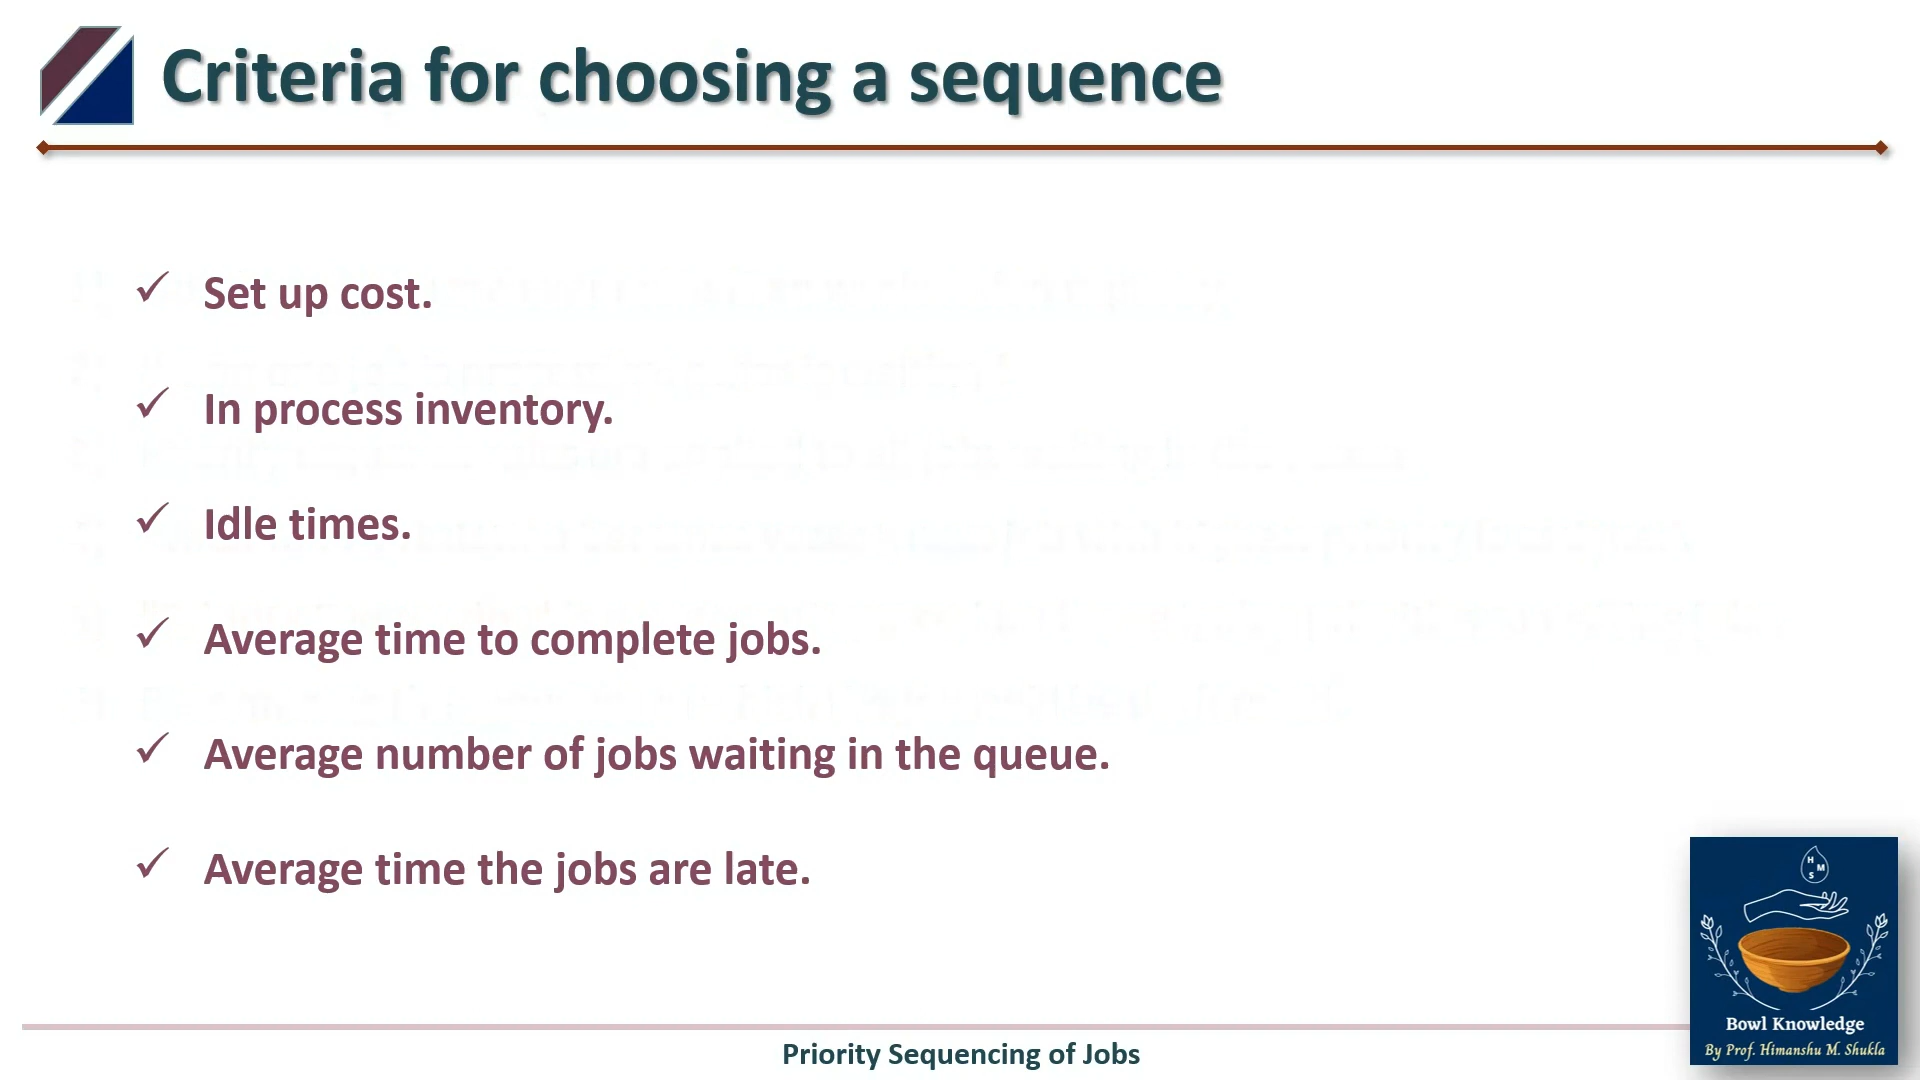 Criteria for choosing a sequence
✓ Set up cost.
✓ In process inventory.
✓ Idle times.
✓ Average time to complete jobs.
✓ Average number of jobs waiting in the queue.
✓ Average time the jobs are late.
H
M
S
Bowl Knowledge
By Prof. Himanshu M. Shukla
Priority Sequencing of Jobs